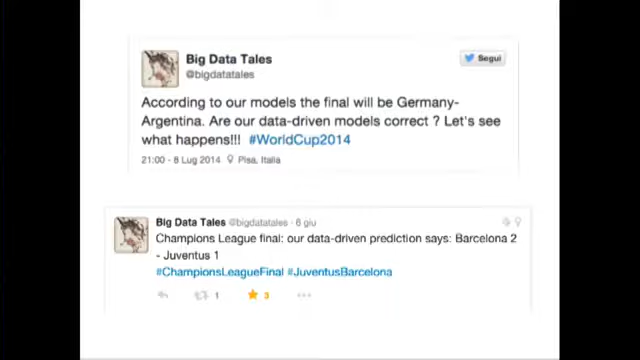 Big Data Tales
@bigdatatales
Segui
According to our models the final will be Germany-
Argentina. Are our data-driven models correct ? Let's see
what happens!!! #WorldCup2014
21:00 - 8 Lug 2014 Pisa, Italia
Big Data Tales @bigdatatales · 6 giu
Champions League final: our data-driven prediction says: Barcelona 2
- Juventus 1
#ChampionsLeagueFinal #JuventusBarcelona
1 3